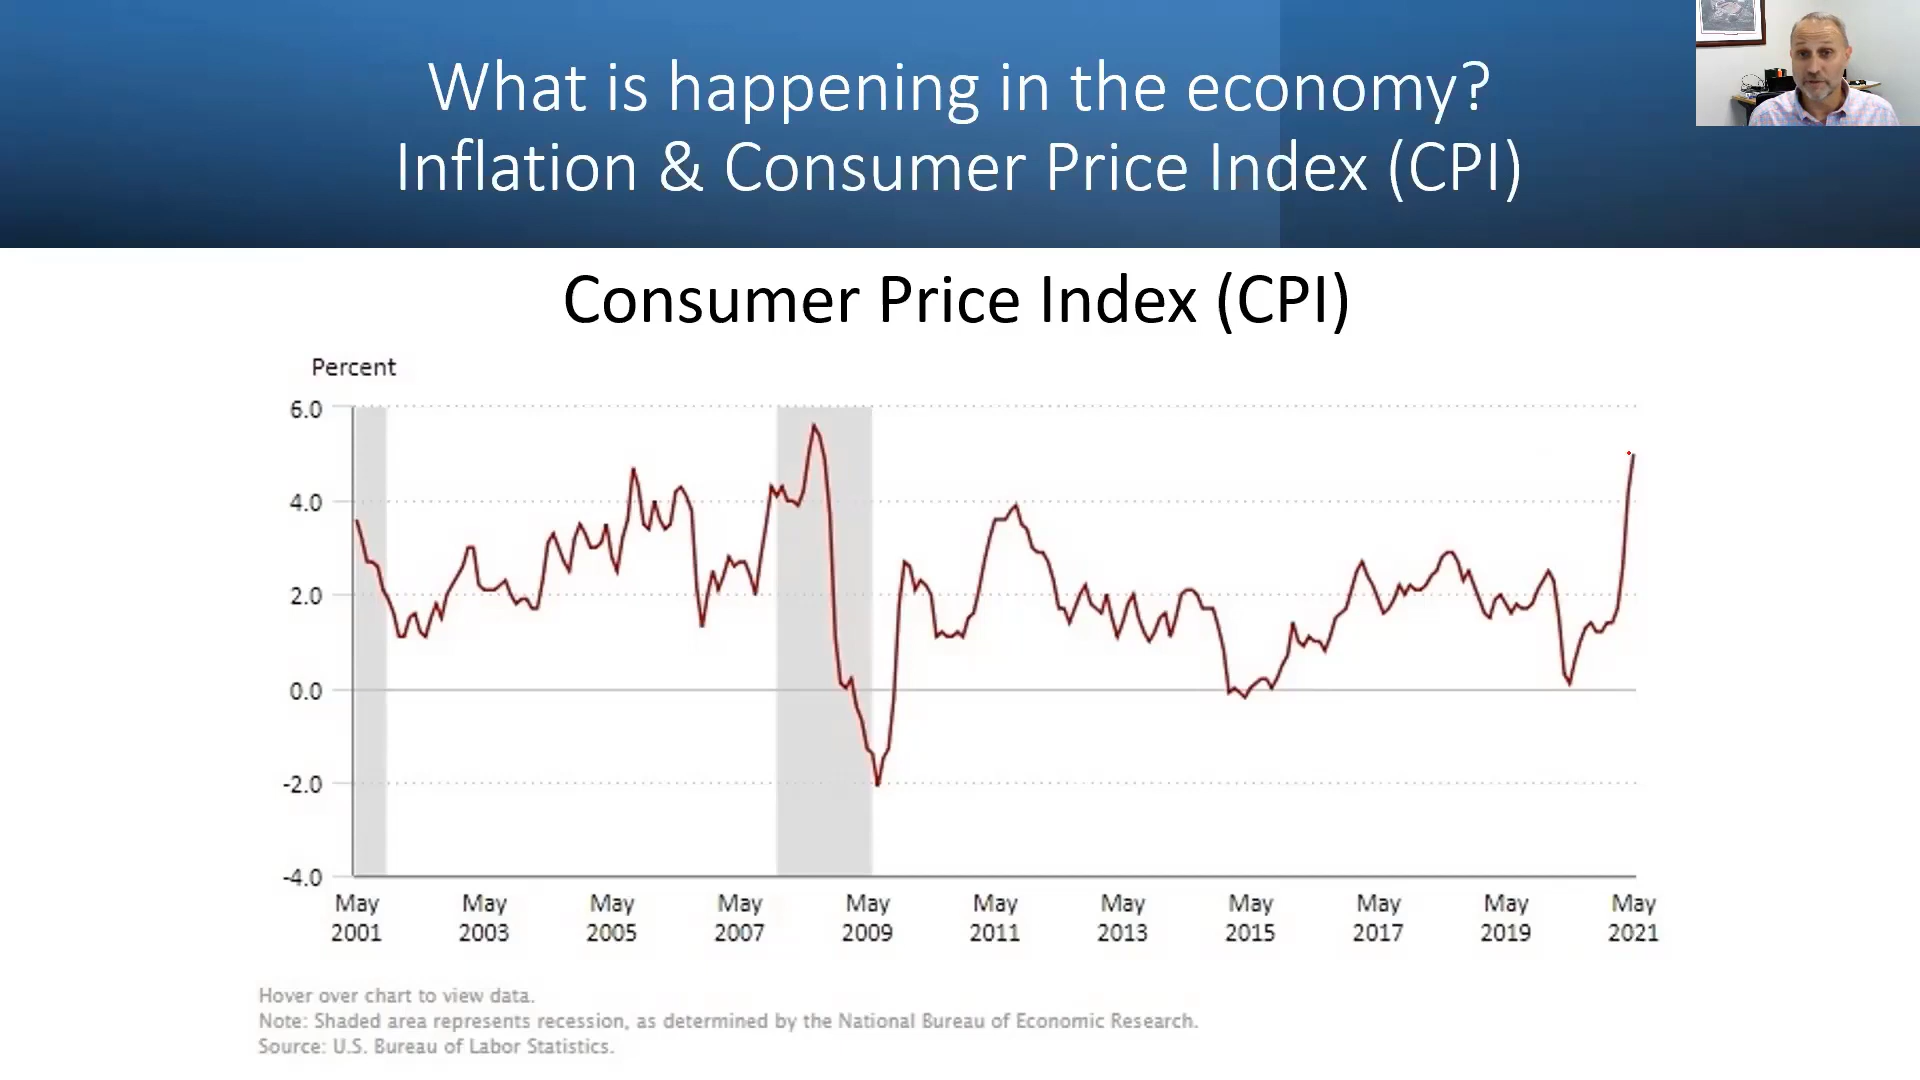 What is happening in the economy?
Inflation & Consumer Price Index (CPI)
Consumer Price Index (CPI)
Percent
6.0
4.0
2.0
0.0
-2.0
-4.0
May May May May May May May May May May May
2001 2003 2005 2007 2009 2011 2013 2015 2017 2019 2021
Hover over chart to view data.
Note: Shaded area represents recession, as determined by the National Bureau of Economic Research.
Source: U.S. Bureau of Labor Statistics.